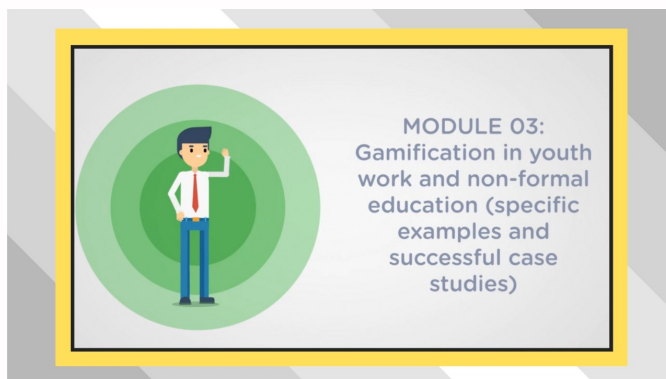 MODULE 03:
Gamification in youth
work and non-formal
education (specific
examples and
successful case
studies)